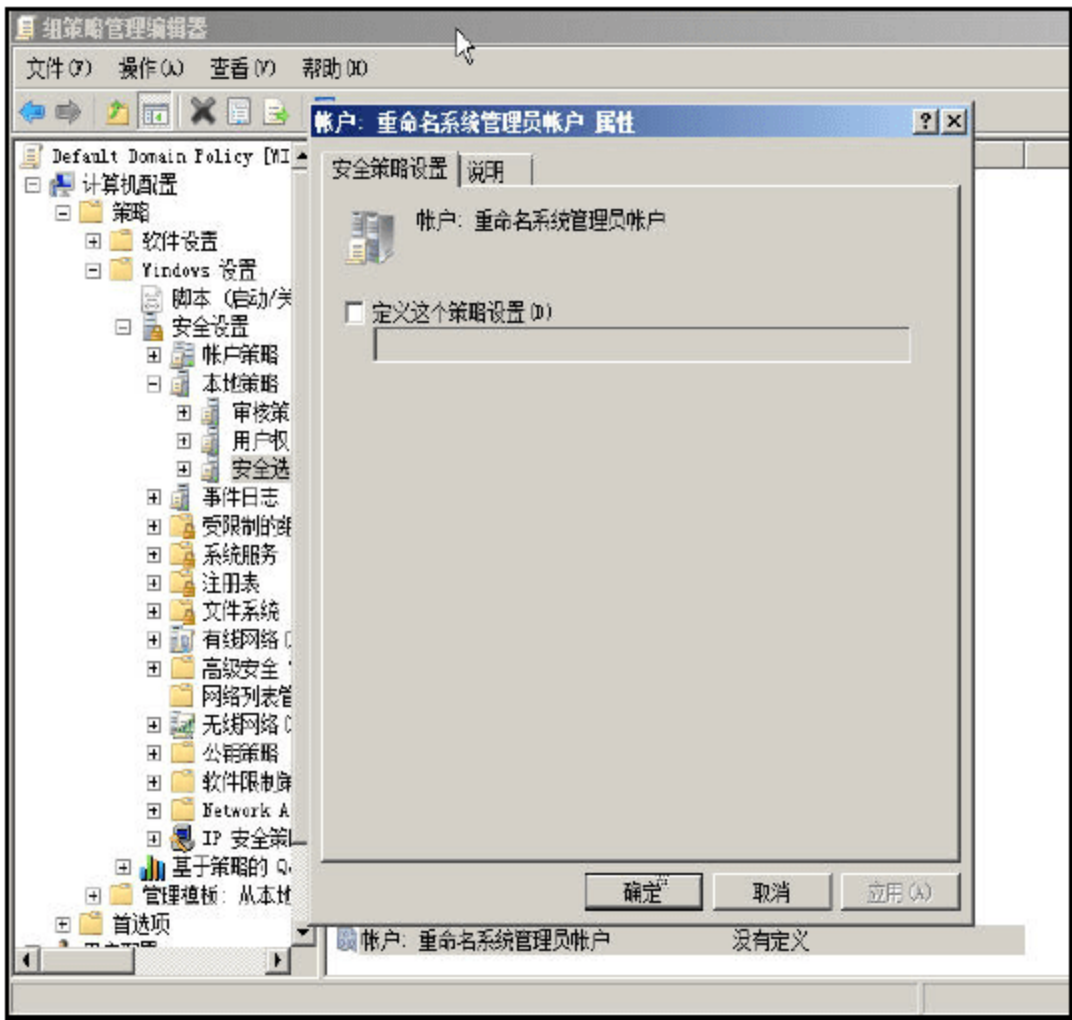 组策略管理编辑器
文件(F) 操作(A) 查看(V) 帮助(H)
帐户: 重命名系统管理员帐户 属性
安全策略设置 说明
帐户: 重命名系统管理员帐户
定义这个策略设置(D)
确定 取消 应用(A)
Default Domain Policy [WI
计算机配置
策略
软件设置
Windows 设置
脚本 (启动/关
安全设置
帐户策略
本地策略
审核策
用户权
安全选
事件日志
受限制的组
系统服务
注册表
文件系统
有线网络(
高级安全
网络列表管
无线网络(
公钥策略
软件限制策
Network A
IP 安全策
基于策略的 Q
管理模板: 从本地
首选项
用户配置
帐户: 重命名系统管理员帐户 没有定义